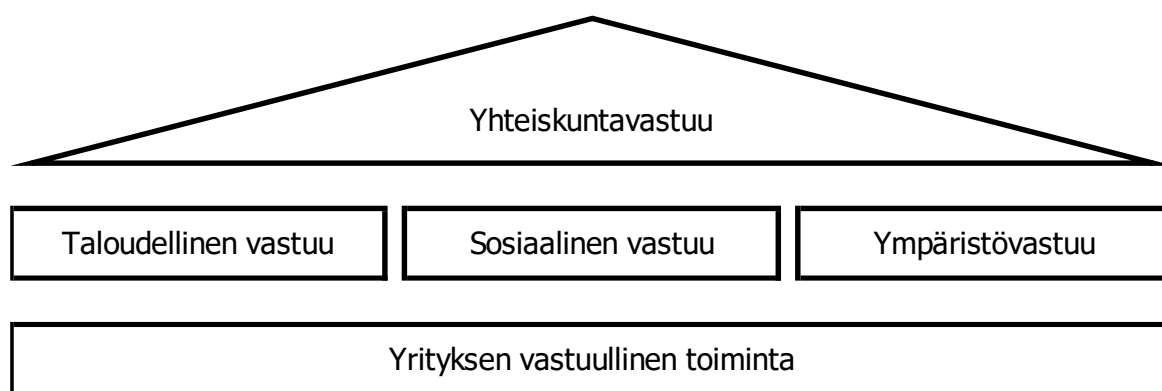 Yhteiskuntavastuu
Taloudellinen vastuu
Sosiaalinen vastuu
Ympäristövastuu
Yrityksen vastuullinen toiminta